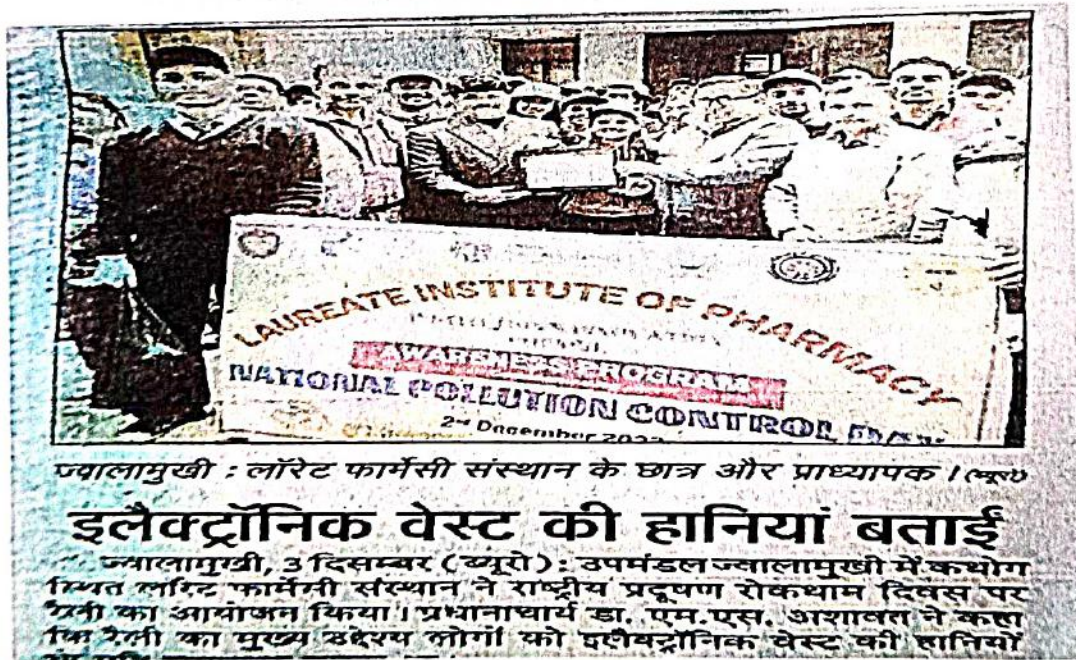 LAUREATE INSTITUTE OF PHARMACY
AWARENESS PROGRAM
NATIONAL POLLUTION CONTROL DAY
2nd December
ज्वालामुखी : लॉरेट फार्मेसी संस्थान के छात्र और प्राध्यापक। (ब्यूरो)
इलैक्ट्रॉनिक वेस्ट की हानियां बताईं
ज्वालामुखी, 3 दिसम्बर (ब्यूरो) : उपमंडल ज्वालामुखी में कथोग
स्थित लॉरेट फार्मेसी संस्थान ने राष्ट्रीय प्रदूषण रोकथाम दिवस पर
रैली का आयोजन किया। प्रधानाचार्य डा. एम.एस. अशावत ने कहा
कि रैली का मुख्य उद्देश्य लोगों को इलैक्ट्रॉनिक वेस्ट की हानियों